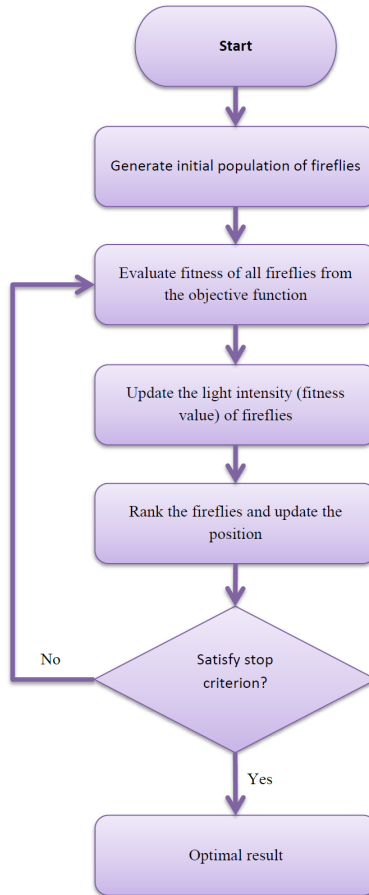 Start
Generate initial population of fireflies
Evaluate fitness of all fireflies from
the objective function
Update the light intensity (fitness
value) of fireflies
Rank the fireflies and update the
position
No
Satisfy stop
criterion?
Yes
Optimal result